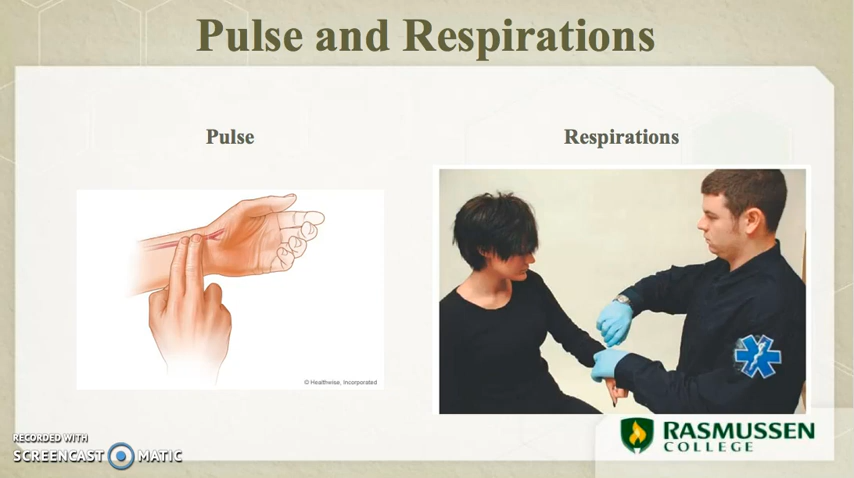 Pulse and Respirations
Pulse
Respirations
© Healthwise, Incorporated
RECORDED WITH
SCREENCAST MATIC
RASMUSSEN
COLLEGE